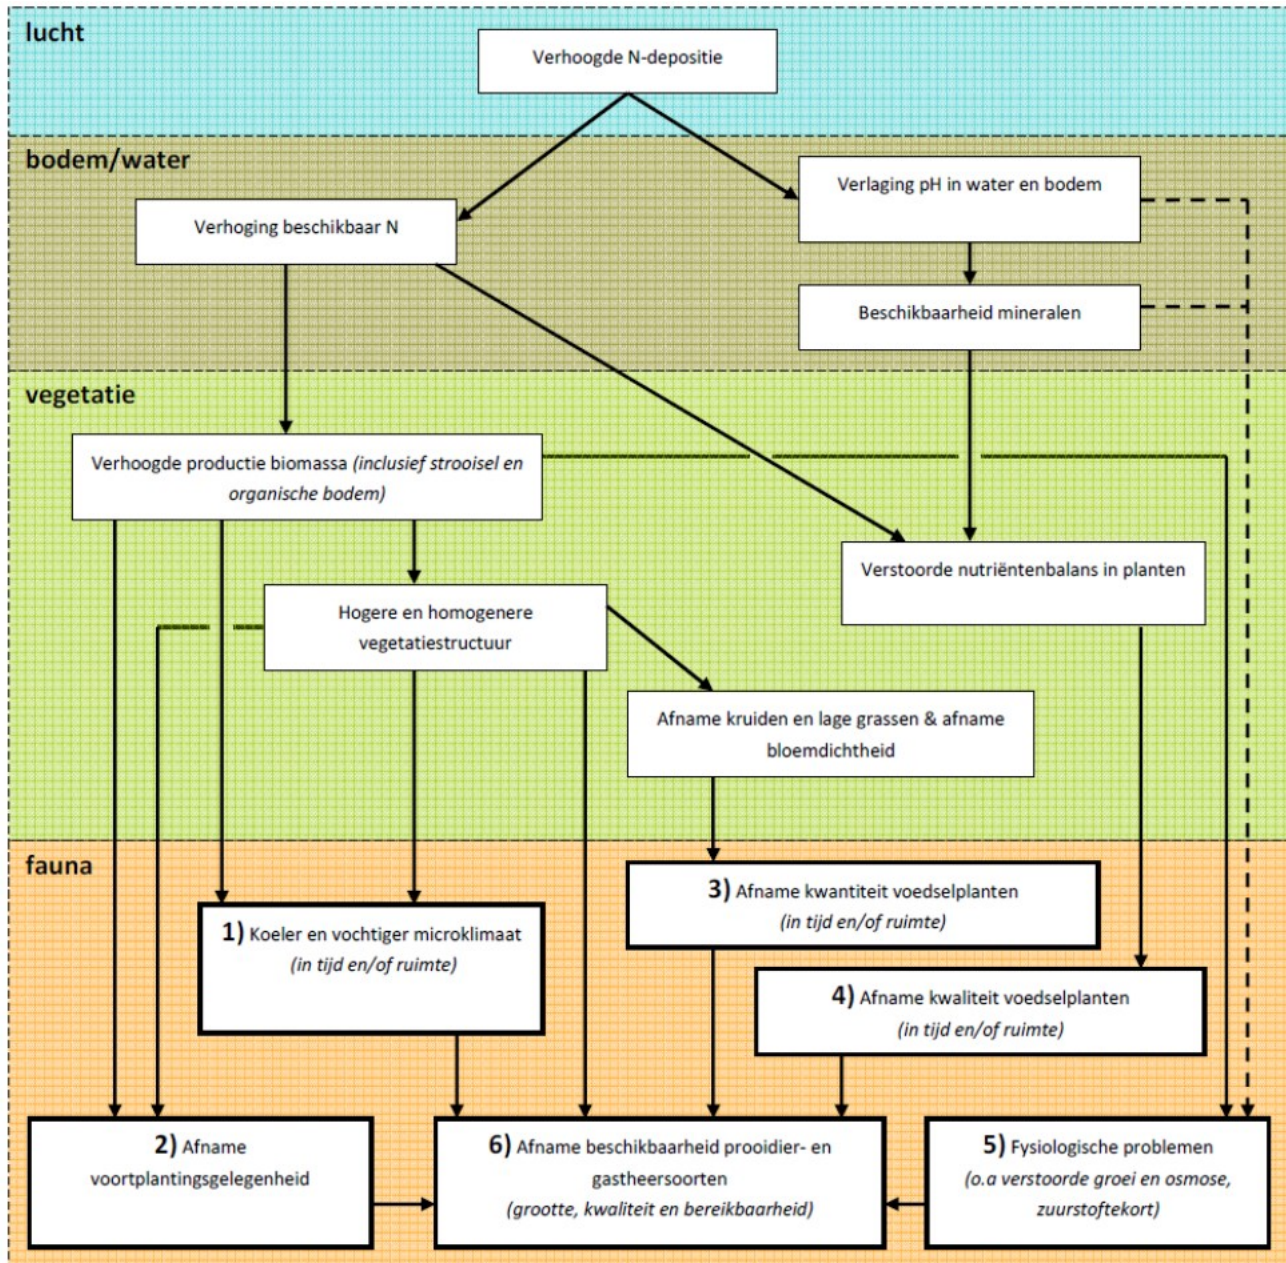 lucht
Verhoogde N-depositie
bodem/water
Verlaging pH in water en bodem
Verhoging beschikbaar N
Beschikbaarheid mineralen
vegetatie
Verhoogde productie biomassa (inclusief strooisel en
organische bodem)
Verstoorde nutriëntenbalans in planten
Hogere en homogenere
vegetatiestructuur
Afname kruiden en lage grassen & afname
bloemdichtheid
fauna
3) Afname kwantiteit voedselplanten
(in tijd en/of ruimte)
1) Koeler en vochtiger microklimaat
(in tijd en/of ruimte)
4) Afname kwaliteit voedselplanten
(in tijd en/of ruimte)
2) Afname
voortplantingsgelegenheid
6) Afname beschikbaarheid prooidier- en
gastheersoorten
(grootte, kwaliteit en bereikbaarheid)
5) Fysiologische problemen
(o.a verstoorde groei en osmose,
zuurstoftekort)